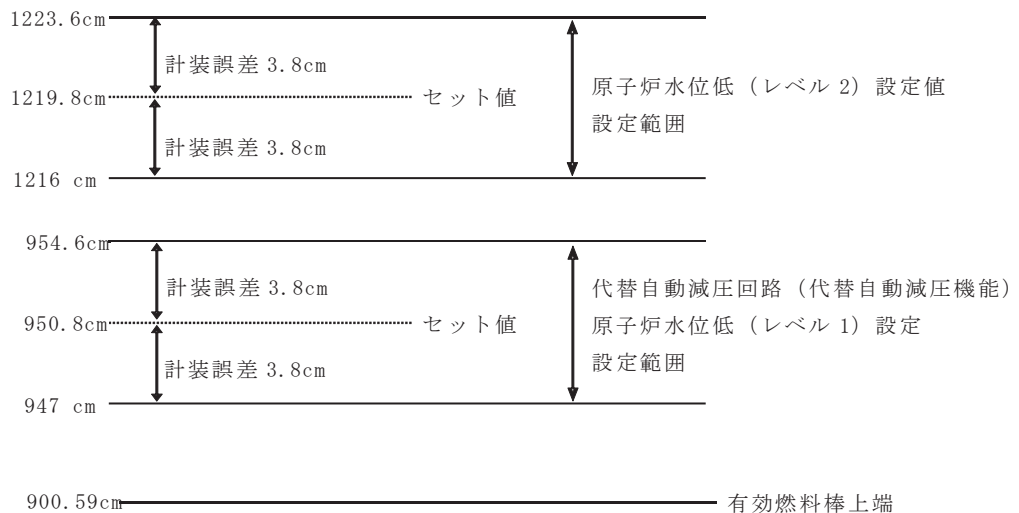 1223.6cm
計装誤差 3.8cm
1219.8cm
セット値
原子炉水位低（レベル 2）設定値
設定範囲
計装誤差 3.8cm
1216 cm
954.6cm
計装誤差 3.8cm
代替自動減圧回路（代替自動減圧機能）
950.8cm
セット値
原子炉水位低（レベル 1）設定
設定範囲
計装誤差 3.8cm
947 cm
900.59cm
有効燃料棒上端